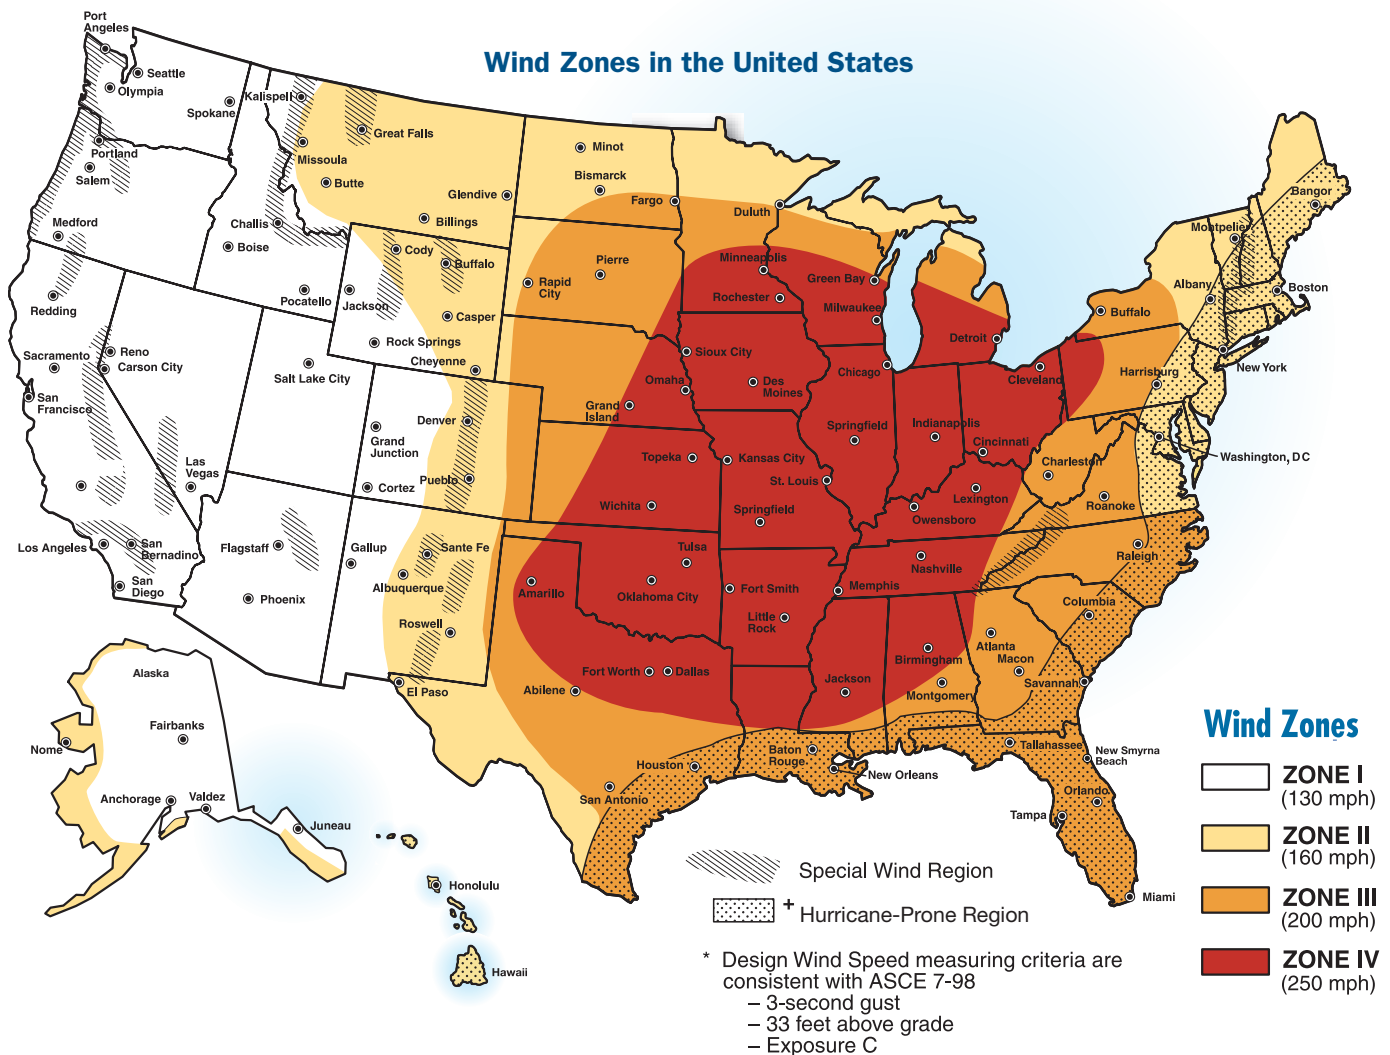 Wind Zones in the United States
Port
Angeles
Seattle
Olympia
Spokane
Kalispell
Great Falls
Missoula
Butte
Glendive
Billings
Portland
Salem
Medford
Challis
Boise
Pocatello
Jackson
Cody
Buffalo
Casper
Rock Springs
Cheyenne
Redding
Reno
Carson City
Sacramento
San
Francisco
Salt Lake City
Las
Vegas
Los Angeles
San
Bernadino
San
Diego
Flagstaff
Phoenix
Grand
Junction
Cortez
Denver
Pueblo
Gallup
Sante Fe
Albuquerque
Roswell
El Paso
Minot
Bismarck
Fargo
Rapid
City
Pierre
Duluth
Minneapolis
Rochester
Green Bay
Milwaukee
Sioux City
Omaha
Grand
Island
Des
Moines
Chicago
Detroit
Cleveland
Springfield
Indianapolis
Cincinnati
Topeka
Kansas City
St. Louis
Wichita
Springfield
Lexington
Owensboro
Charleston
Roanoke
Tulsa
Oklahoma City
Amarillo
Fort Smith
Little
Rock
Memphis
Nashville
Raleigh
Columbia
Atlanta
Macon
Savannah
Birmingham
Montgomery
Jackson
Fort Worth
Dallas
Abilene
Houston
San Antonio
Baton
Rouge
New Orleans
Tallahassee
New Smyrna
Beach
Orlando
Tampa
Miami
Bangor
Montpelier
Albany
Boston
Buffalo
Harrisburg
New York
Washington, DC
Alaska
Fairbanks
Nome
Anchorage
Valdez
Juneau
Honolulu
Hawaii
Special Wind Region
+ Hurricane-Prone Region
* Design Wind Speed measuring criteria are
consistent with ASCE 7-98
– 3-second gust
– 33 feet above grade
– Exposure C
Wind Zones
ZONE I
(130 mph)
ZONE II
(160 mph)
ZONE III
(200 mph)
ZONE IV
(250 mph)